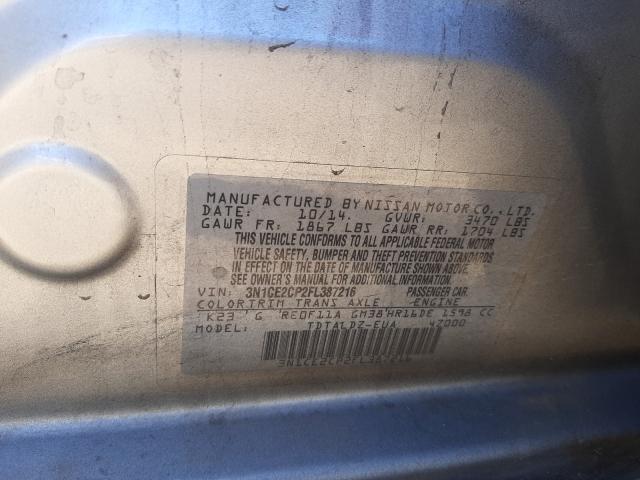 MANUFACTURED BY NISSAN MOTOR CO., LTD.
DATE: 10/14. GVWR: 3470 LBS
GAWR FR: 1867 LBS GAWR RR: 1704 LBS
THIS VEHICLE CONFORMS TO ALL APPLICABLE FEDERAL MOTOR
VEHICLE SAFETY, BUMPER AND THEFT PREVENTION STANDARDS
IN EFFECT ON THE DATE OF MANUFACTURE SHOWN ABOVE.
SEE OWNER'S MANUAL FOR ADDITIONAL INFORMATION.
VIN: 3N1CE2CP2FL387216 PASSENGER CAR.
COLOR TRIM TRANS AXLE ENGINE
K23 G RE0F11A GM38 HR16DE 1598 CC
TDTALDZ-EUA 47000
3N1CE2CP2FL387216